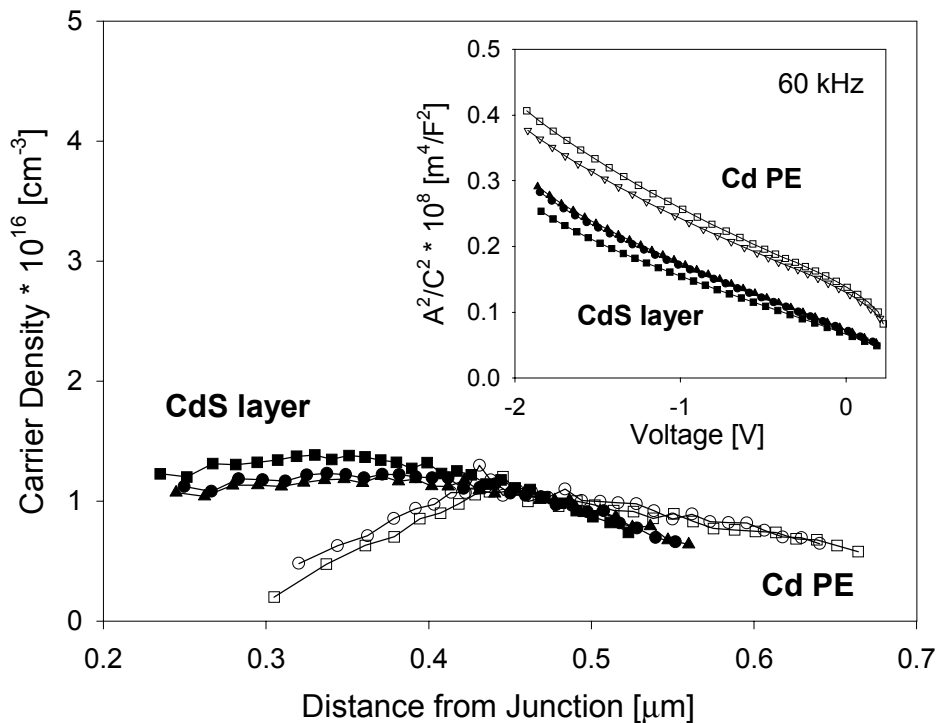 5
4
3
2
1
0
Carrier Density * 10^16 [cm^-3]
0.2 0.3 0.4 0.5 0.6 0.7
Distance from Junction [μm]
CdS layer
Cd PE
0.5
0.4
0.3
0.2
0.1
0.0
A^2/C^2 * 10^8 [m^4/F^2]
60 kHz
Cd PE
CdS layer
-2 -1 0
Voltage [V]